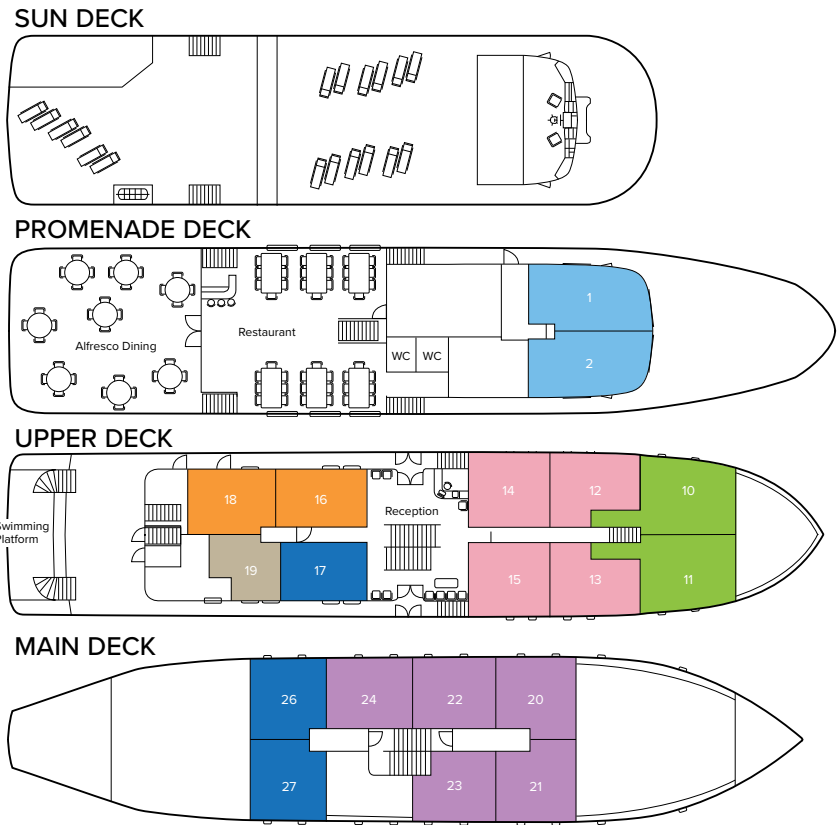 SUN DECK
PROMENADE DECK
1
Restaurant
Alfresco Dining
WC WC
2
UPPER DECK
18 16 14 12 10
Reception
Swimming
Platform
19 17 15 13 11
MAIN DECK
26 24 22 20
27 23 21